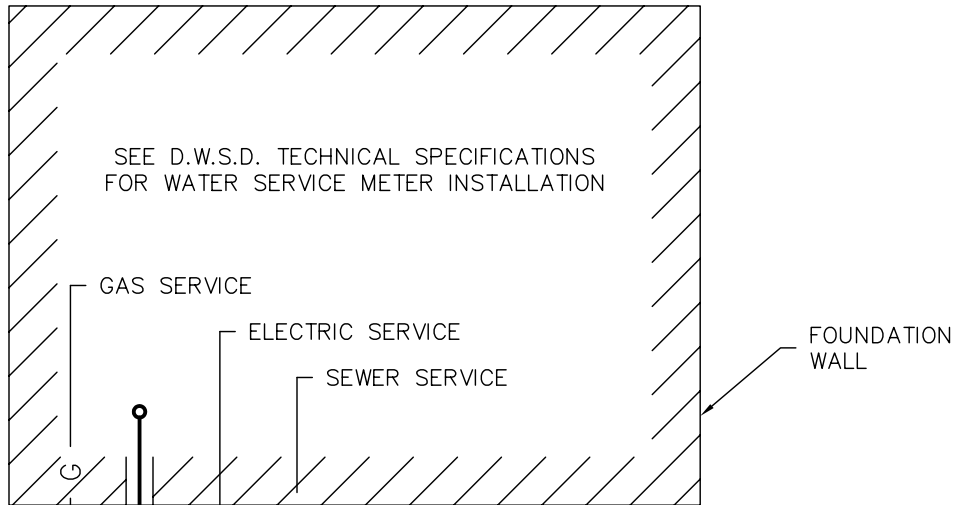 SEE D.W.S.D. TECHNICAL SPECIFICATIONS
FOR WATER SERVICE METER INSTALLATION
GAS SERVICE
ELECTRIC SERVICE
FOUNDATION
WALL
SEWER SERVICE
G